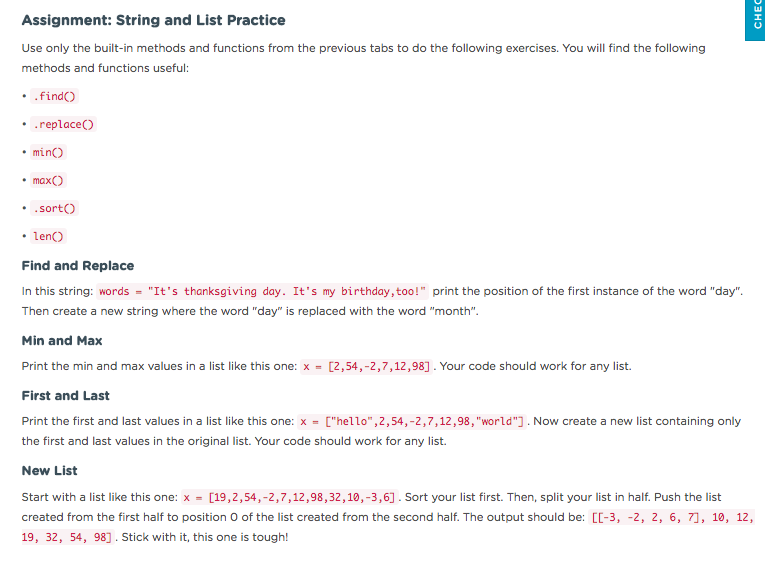 CHEC
Assignment: String and List Practice
Use only the built-in methods and functions from the previous tabs to do the following exercises. You will find the following
methods and functions useful:
• .find()
• .replace()
• min()
• max()
• .sort()
• len()
Find and Replace
In this string: words = "It's thanksgiving day. It's my birthday,too!" print the position of the first instance of the word "day".
Then create a new string where the word "day" is replaced with the word "month".
Min and Max
Print the min and max values in a list like this one: x = [2,54,-2,7,12,98]. Your code should work for any list.
First and Last
Print the first and last values in a list like this one: x = ["hello",2,54,-2,7,12,98,"world"]. Now create a new list containing only
the first and last values in the original list. Your code should work for any list.
New List
Start with a list like this one: x = [19,2,54,-2,7,12,98,32,10,-3,6]. Sort your list first. Then, split your list in half. Push the list
created from the first half to position 0 of the list created from the second half. The output should be: [[-3, -2, 2, 6, 7], 10, 12,
19, 32, 54, 98]. Stick with it, this one is tough!